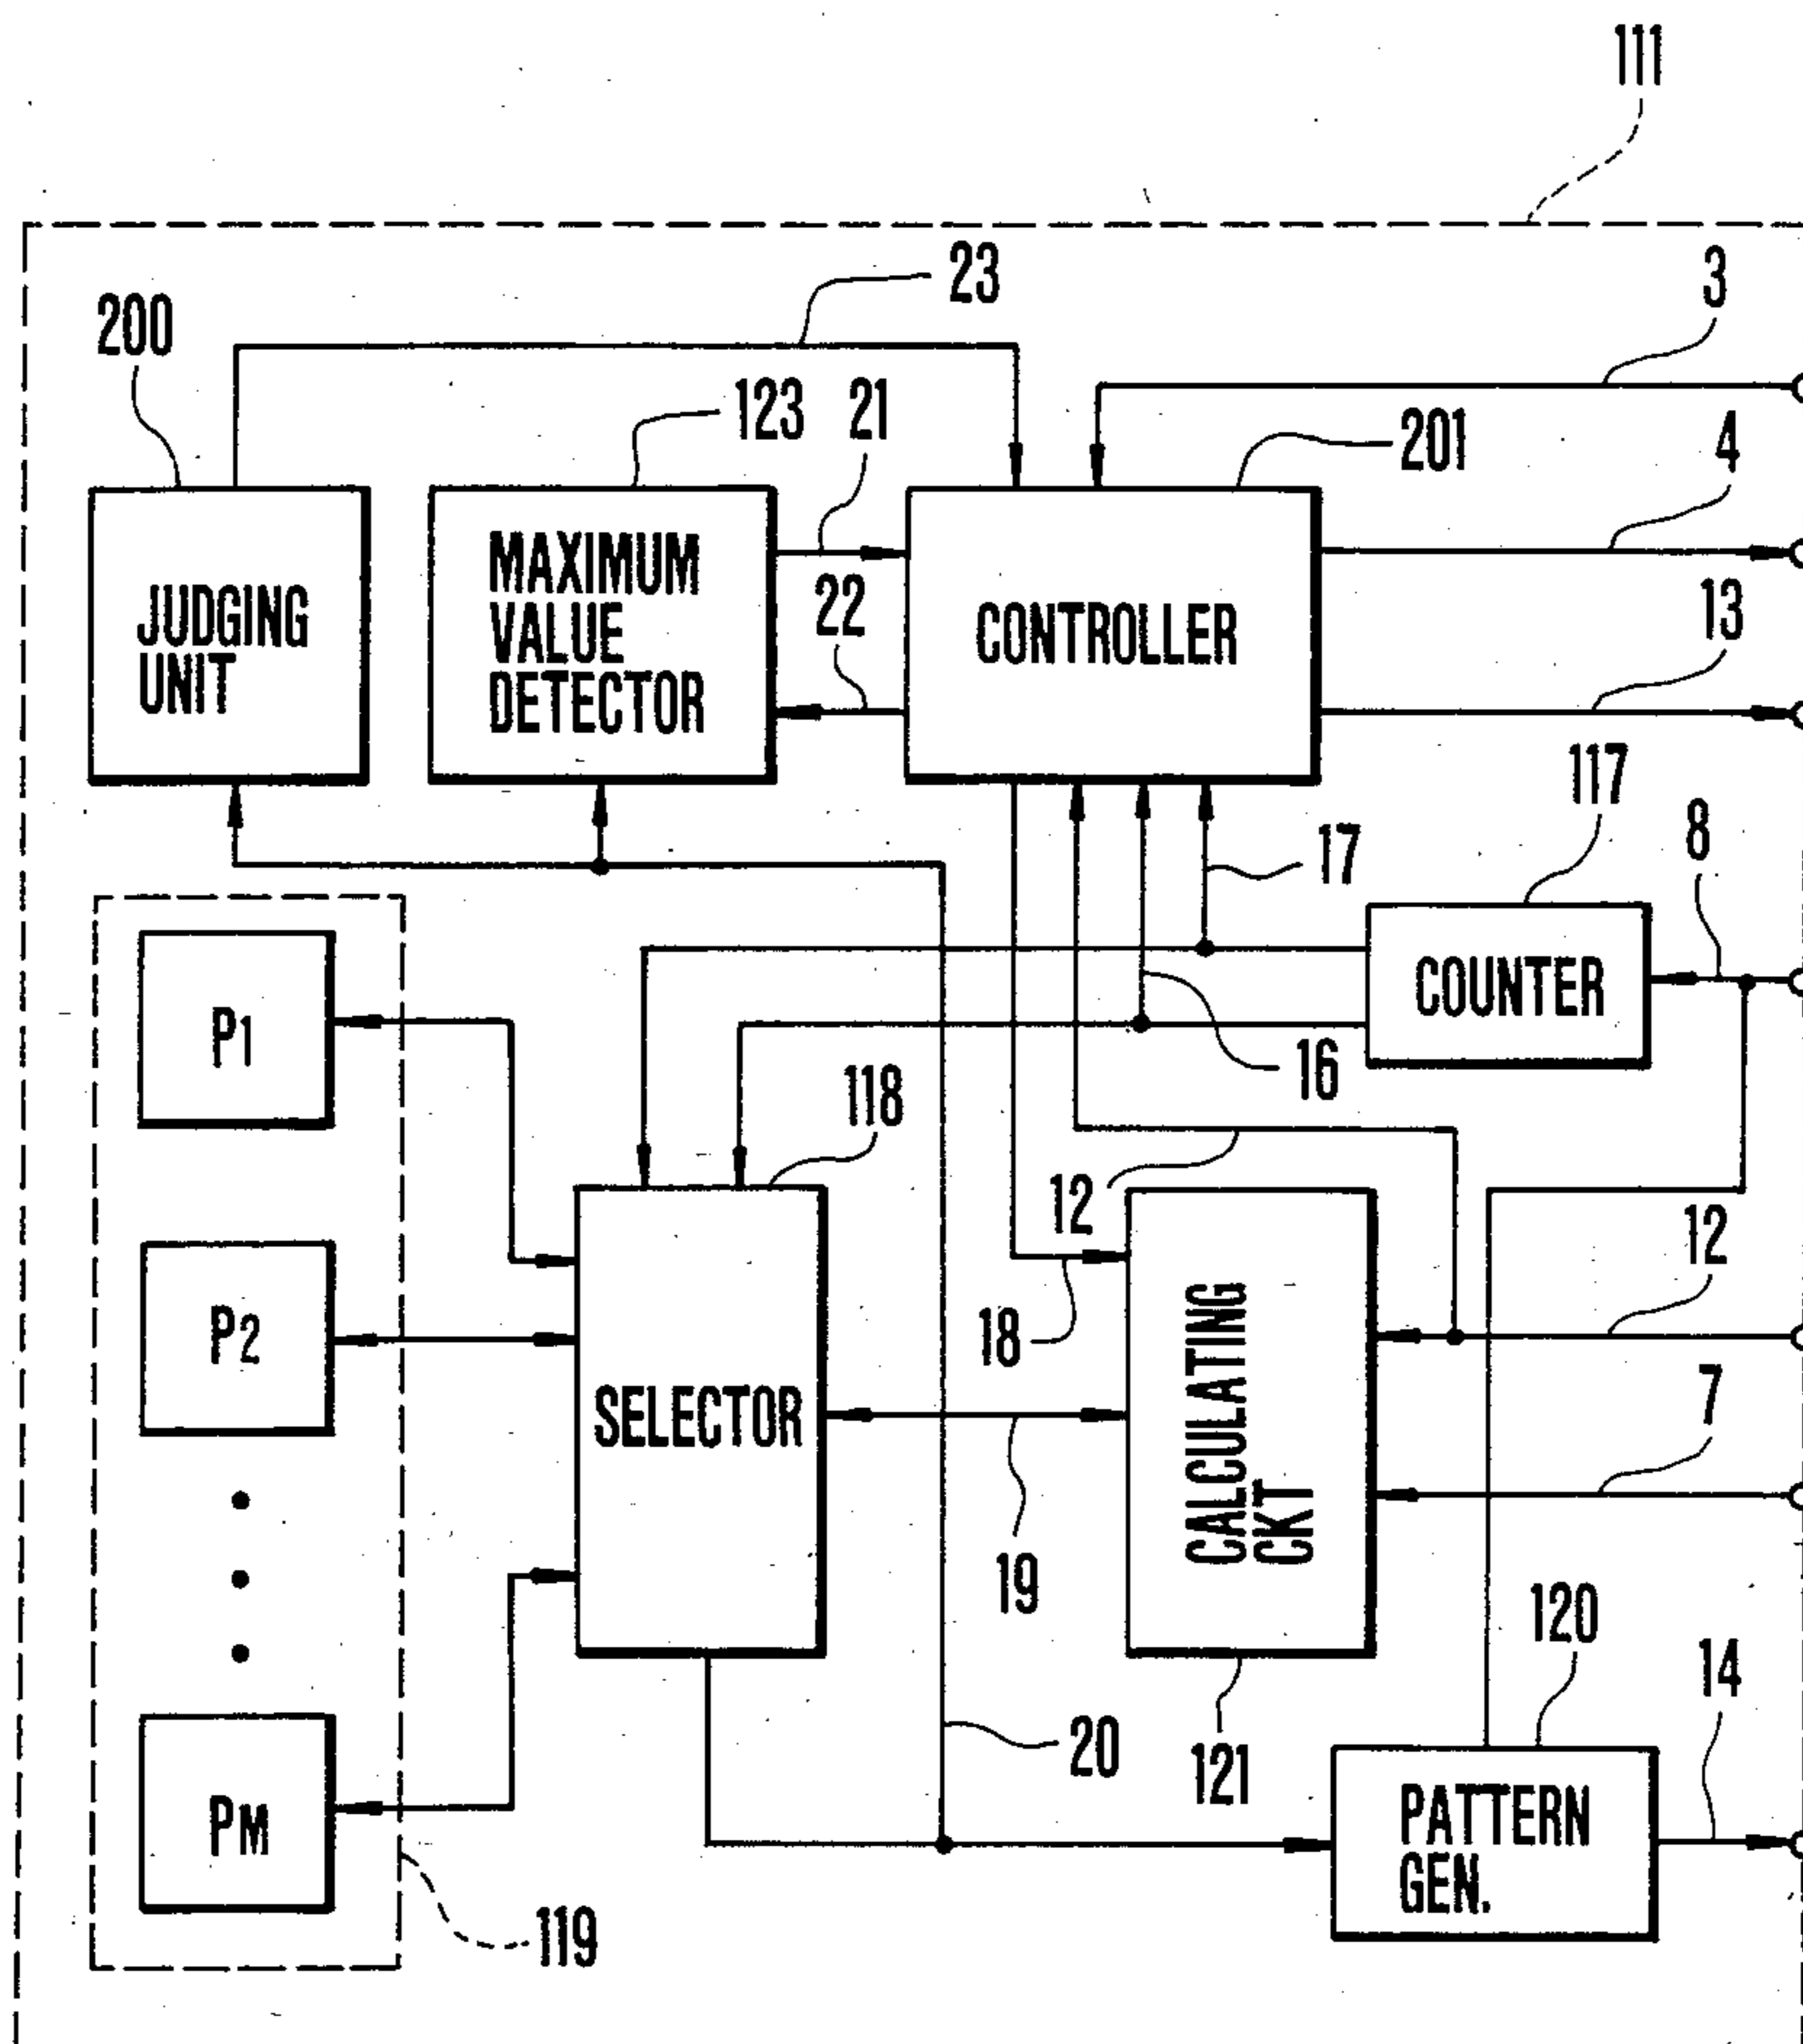 111
23
3
200
123
21
201
4
JUDGING
UNIT
MAXIMUM
VALUE
DETECTOR
22
CONTROLLER
13
117
17
8
P1
COUNTER
16
118
12
12
P2
18
SELECTOR
CALCULATING
CKT
7
19
120
14
20
121
PM
PATTERN
GEN.
119